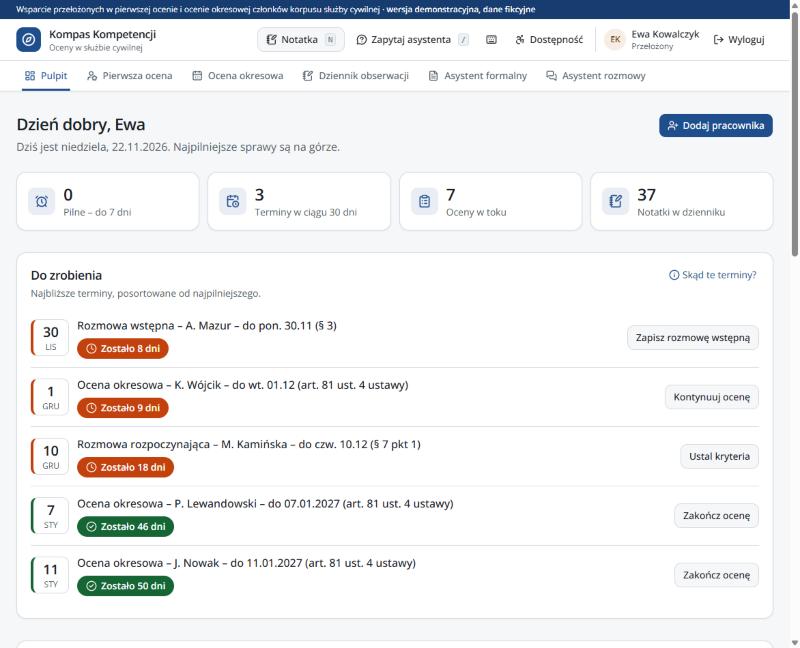 Wsparcie przełożonych w pierwszej ocenie i ocenie okresowej członków korpusu służby cywilnej · wersja demonstracyjna, dane fikcyjne
Kompas Kompetencji
Oceny w służbie cywilnej
Notatka N
Zapytaj asystenta /
Dostępność
EK
Ewa Kowalczyk
Przełożony
Wyloguj
Pulpit
Pierwsza ocena
Ocena okresowa
Dziennik obserwacji
Asystent formalny
Asystent rozmowy
Dzień dobry, Ewa
Dodaj pracownika
Dziś jest niedziela, 22.11.2026. Najpilniejsze sprawy są na górze.
0
Pilne – do 7 dni
3
Terminy w ciągu 30 dni
7
Oceny w toku
37
Notatki w dzienniku
Do zrobienia
Skąd te terminy?
Najbliższe terminy, posortowane od najpilniejszego.
30
LIS
Rozmowa wstępna – A. Mazur – do pon. 30.11 (§ 3)
Zostało 8 dni
Zapisz rozmowę wstępną
1
GRU
Ocena okresowa – K. Wójcik – do wt. 01.12 (art. 81 ust. 4 ustawy)
Zostało 9 dni
Kontynuuj ocenę
10
GRU
Rozmowa rozpoczynająca – M. Kamińska – do czw. 10.12 (§ 7 pkt 1)
Zostało 18 dni
Ustal kryteria
7
STY
Ocena okresowa – P. Lewandowski – do 07.01.2027 (art. 81 ust. 4 ustawy)
Zostało 46 dni
Zakończ ocenę
11
STY
Ocena okresowa – J. Nowak – do 11.01.2027 (art. 81 ust. 4 ustawy)
Zostało 50 dni
Zakończ ocenę